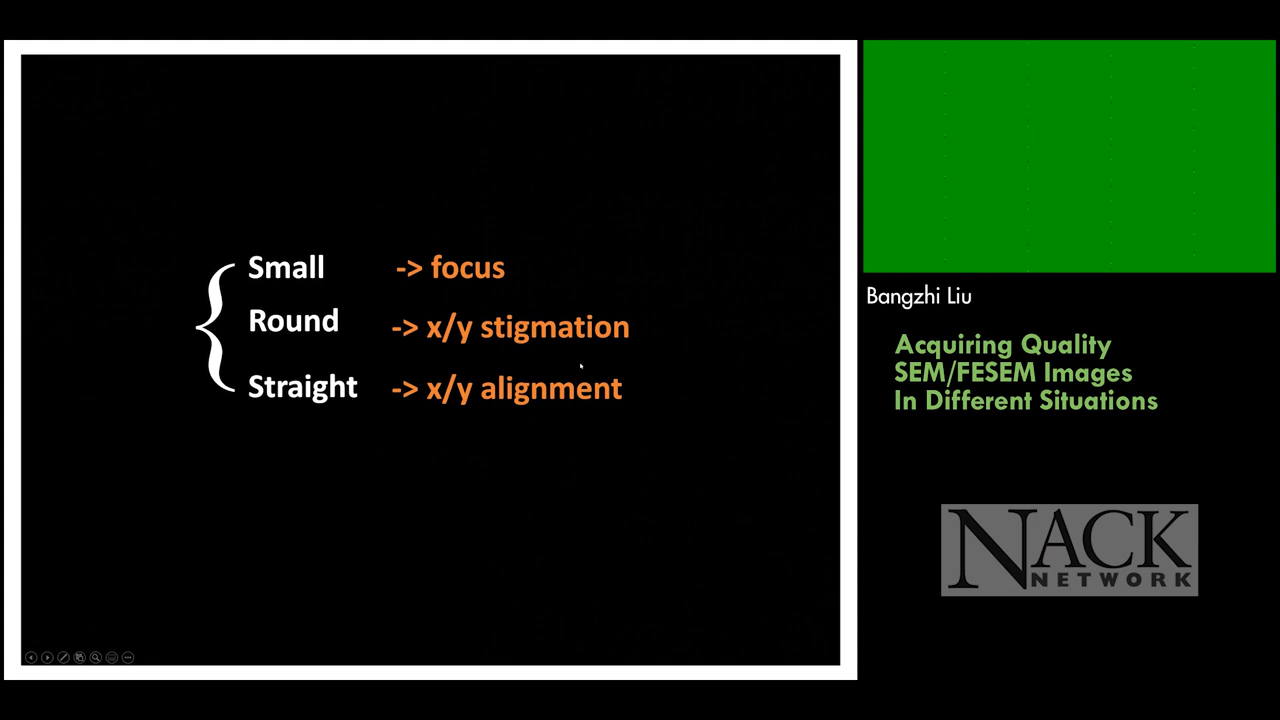 Small -> focus
Round -> x/y stigmation
Straight -> x/y alignment
Bangzhi Liu
Acquiring Quality
SEM/FESEM Images
In Different Situations
NACK
NETWORK